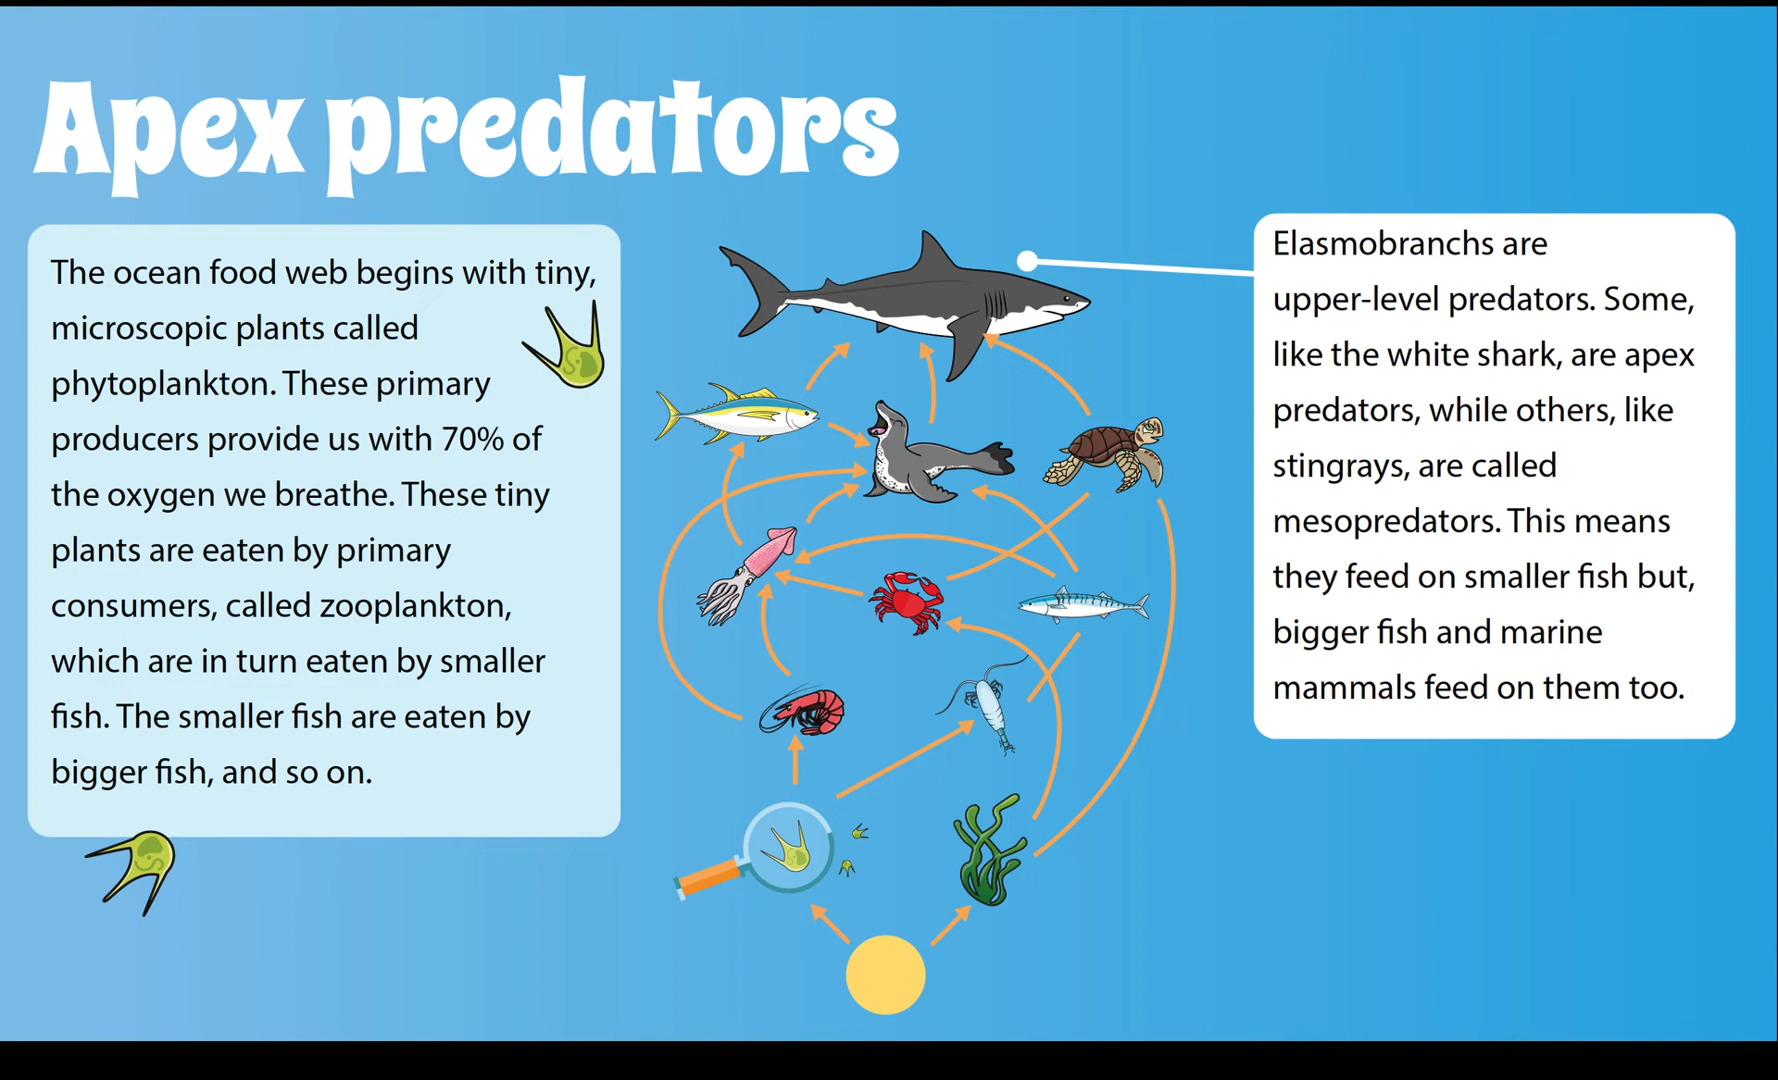 Apex predators
The ocean food web begins with tiny,
microscopic plants called
phytoplankton. These primary
producers provide us with 70% of
the oxygen we breathe. These tiny
plants are eaten by primary
consumers, called zooplankton,
which are in turn eaten by smaller
fish. The smaller fish are eaten by
bigger fish, and so on.
Elasmobranchs are
upper-level predators. Some,
like the white shark, are apex
predators, while others, like
stingrays, are called
mesopredators. This means
they feed on smaller fish but,
bigger fish and marine
mammals feed on them too.